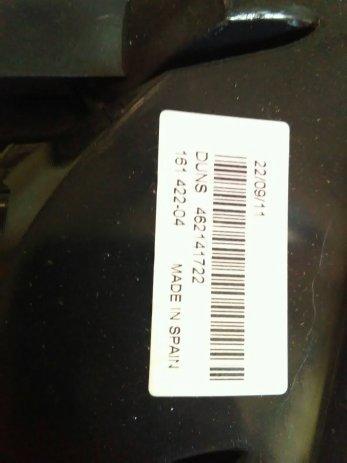 22/09/11
DUNS 462141722
161 422-04 MADE IN SPAIN